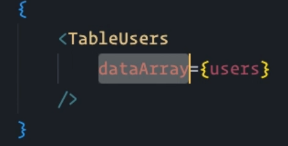 {
<TableUsers
dataArray={users}
/>
}